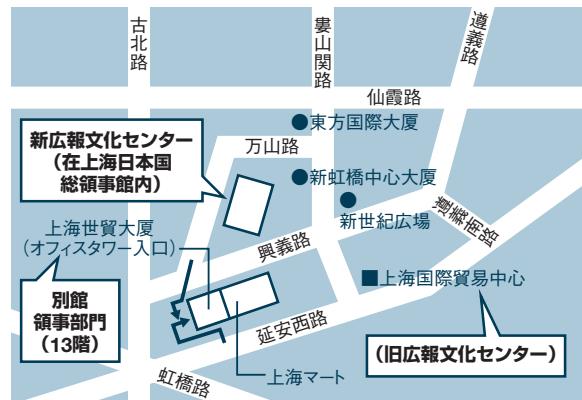 古北路
婁山関路
遵義路
仙霞路
●東方国際大厦
万山路
新広報文化センター
（在上海日本国
総領事館内）
●新虹橋中心大厦
●
新世紀広場
遵義南路
上海世貿大厦
（オフィスタワー入口）
興義路
■上海国際貿易中心
別館
領事部門
（13階）
延安西路
（旧広報文化センター）
上海マート
虹橋路